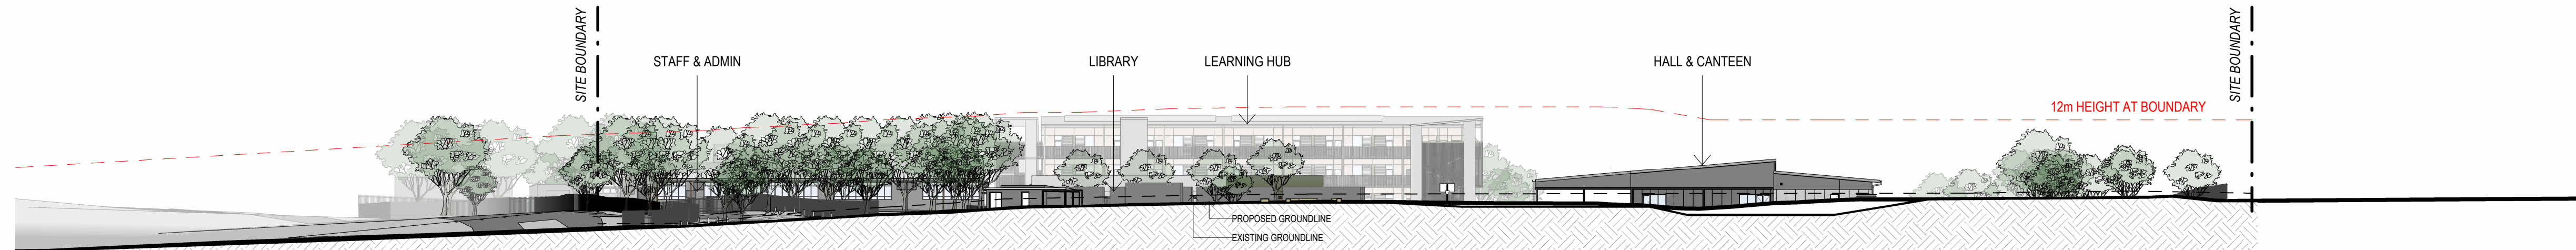 SITE BOUNDARY
STAFF & ADMIN
LIBRARY
LEARNING HUB
HALL & CANTEEN
SITE BOUNDARY
12m HEIGHT AT BOUNDARY
PROPOSED GROUNDLINE
EXISTING GROUNDLINE